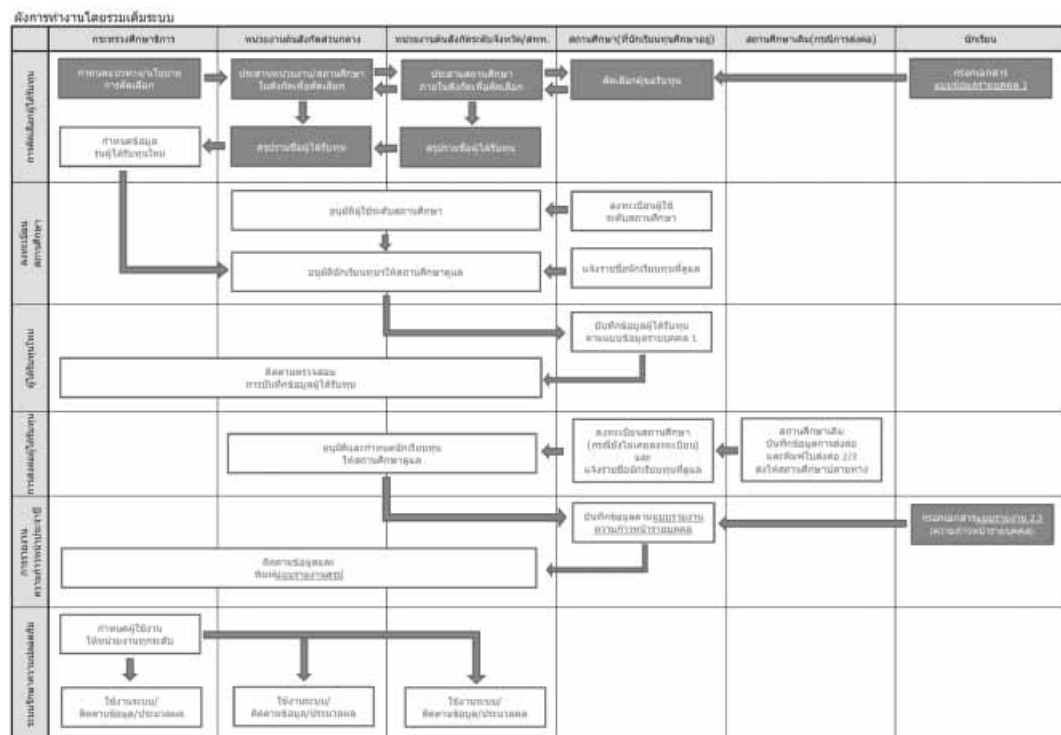 ผังการทำงานโดยรวมเต็มระบบ
กระทรวงศึกษาธิการ
หน่วยงานต้นสังกัดส่วนกลาง
หน่วยงานต้นสังกัดระดับจังหวัด/สพท.
สถานศึกษา(ที่นักเรียนทุนศึกษาอยู่)
สถานศึกษาเดิม(กรณีการส่งต่อ)
นักเรียน
การคัดเลือกผู้ได้รับทุน
กำหนดแนวทาง/นโยบาย
การคัดเลือก
ประสานหน่วยงาน/สถานศึกษา
ในสังกัดเพื่อคัดเลือก
ประสานสถานศึกษา
ภายในสังกัดเพื่อคัดเลือก
คัดเลือกผู้ขอรับทุน
กรอกเอกสาร
แบบข้อมูลรายบุคคล 1
กำหนดข้อมูล
รุ่นผู้ได้รับทุนใหม่
สรุปรายชื่อผู้ได้รับทุน
สรุปรายชื่อผู้ได้รับทุน
ลงทะเบียน
สถานศึกษา
อนุมัติผู้ใช้ระดับสถานศึกษา
ลงทะเบียนผู้ใช้
ระดับสถานศึกษา
อนุมัตินักเรียนทุนฯให้สถานศึกษาดูแล
แจ้งรายชื่อนักเรียนทุนที่ดูแล
ผู้ได้รับทุนใหม่
บันทึกข้อมูลผู้ได้รับทุน
ตามแบบข้อมูลรายบุคคล 1
ติดตามตรวจสอบ
การบันทึกข้อมูลผู้ได้รับทุน
การส่งต่อผู้ได้รับทุน
อนุมัติและกำหนดนักเรียนทุน
ให้สถานศึกษาดูแล
ลงทะเบียนสถานศึกษา
(กรณียังไม่เคยลงทะเบียน)
และ
แจ้งรายชื่อนักเรียนทุนที่ดูแล
สถานศึกษาเดิม
บันทึกข้อมูลการส่งต่อ
และพิมพ์ใบส่งต่อ 2/3
ส่งให้สถานศึกษาปลายทาง
การรายงาน
ความก้าวหน้าประจำปี
บันทึกข้อมูลตามแบบรายงาน
ความก้าวหน้ารายบุคคล
กรอกเอกสารแบบรายงาน 2,3
(ความก้าวหน้ารายบุคคล)
ติดตามข้อมูลและ
พิมพ์แบบรายงานสรุป
ระบบรักษาความปลอดภัย
กำหนดผู้ใช้งาน
ให้หน่วยงานทุกระดับ
ใช้งานระบบ/
ติดตามข้อมูล/ประมวลผล
ใช้งานระบบ/
ติดตามข้อมูล/ประมวลผล
ใช้งานระบบ/
ติดตามข้อมูล/ประมวลผล